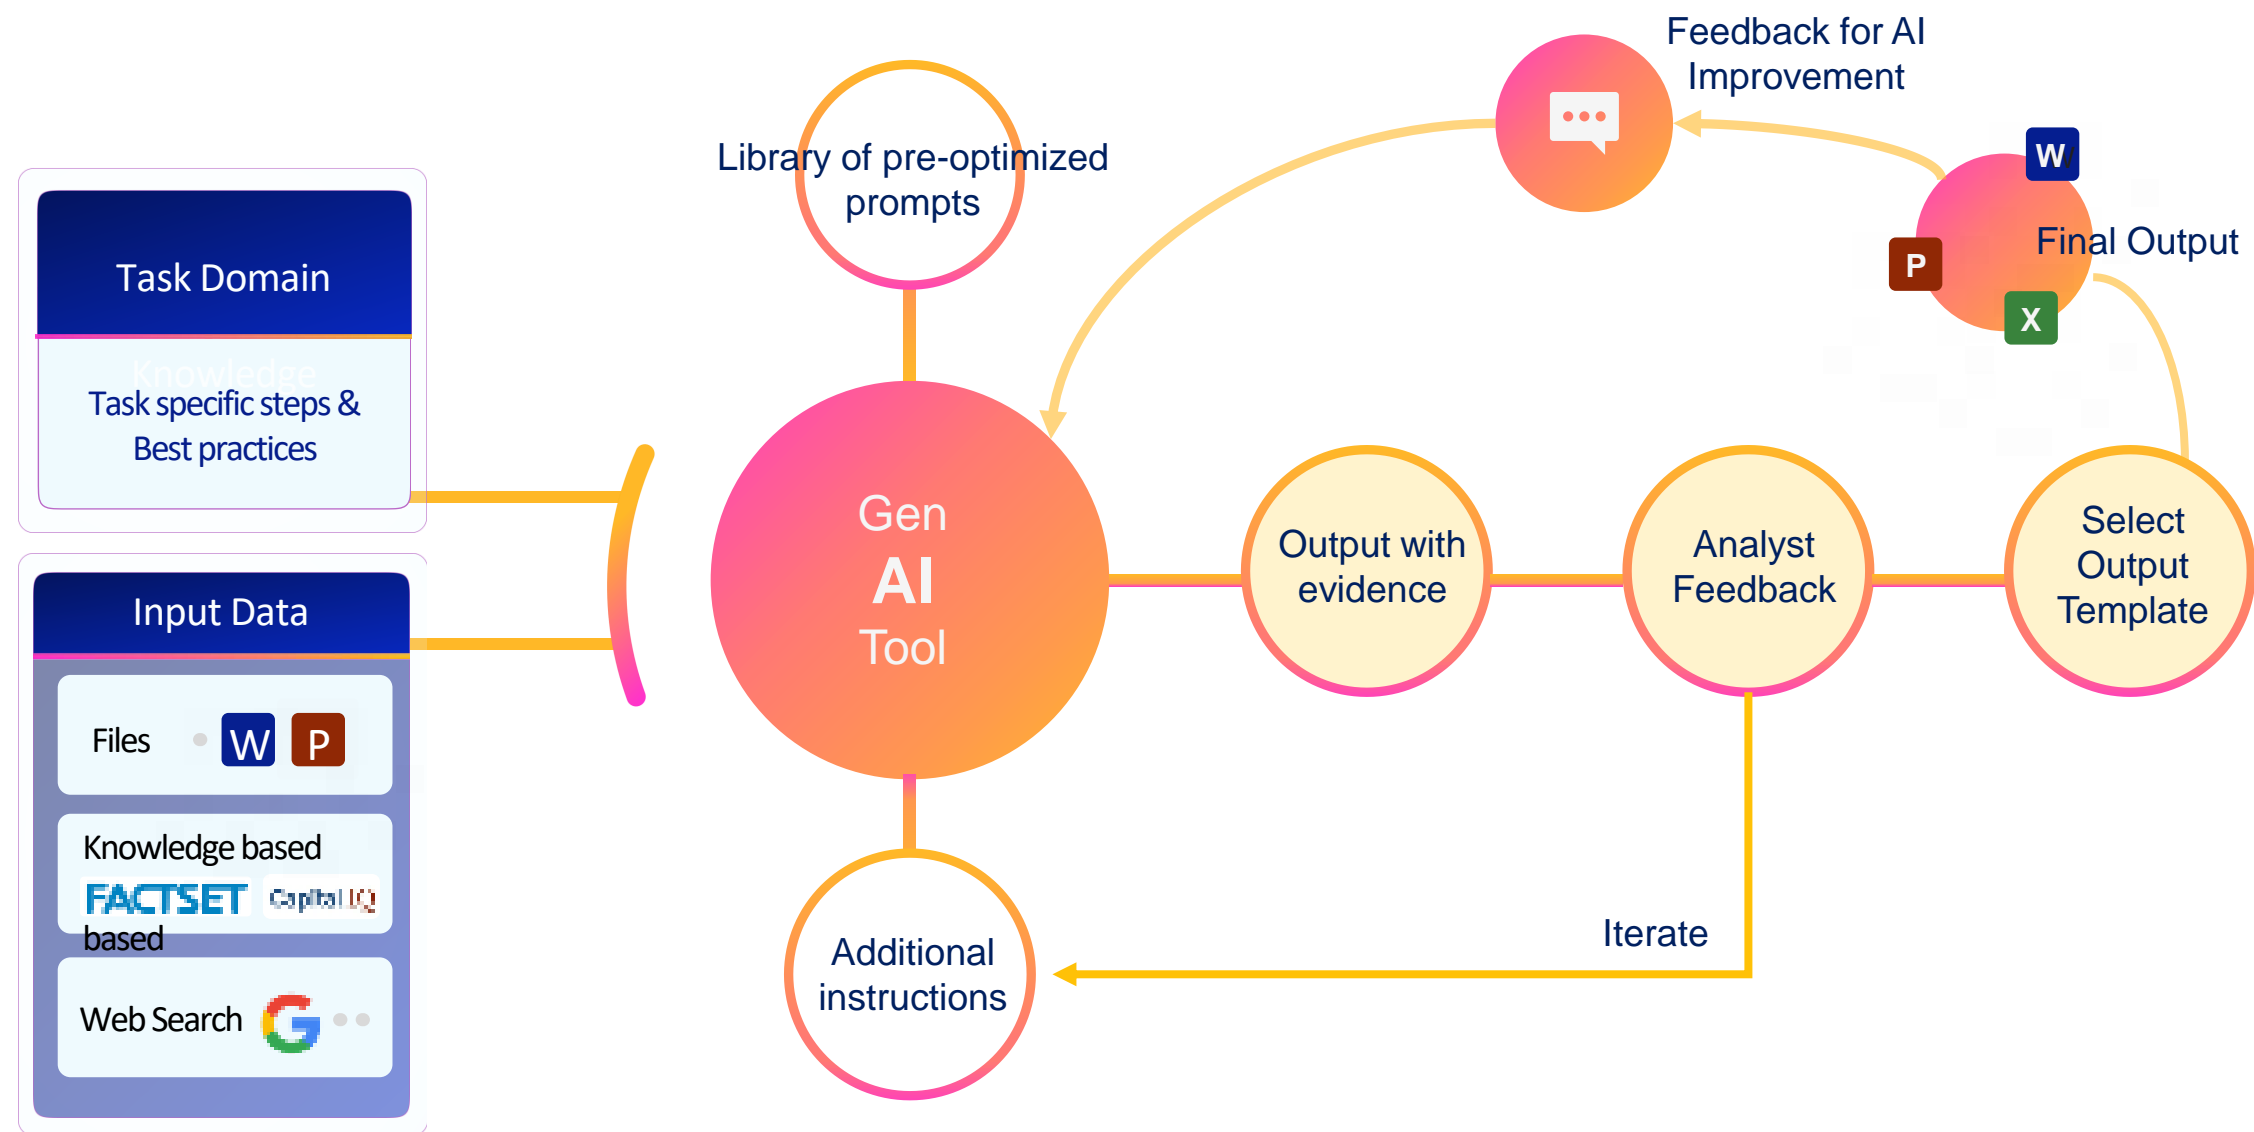 Feedback for AI
Improvement
Library of pre-optimized
prompts
W
Final Output
P
X
Task Domain
Knowledge
Task specific steps &
Best practices
Gen
AI
Tool
Output with
evidence
Analyst
Feedback
Select
Output
Template
Input Data
Files
W
P
Knowledge based
FACTSET
Capital IQ
based
Web Search
G
Additional
instructions
Iterate